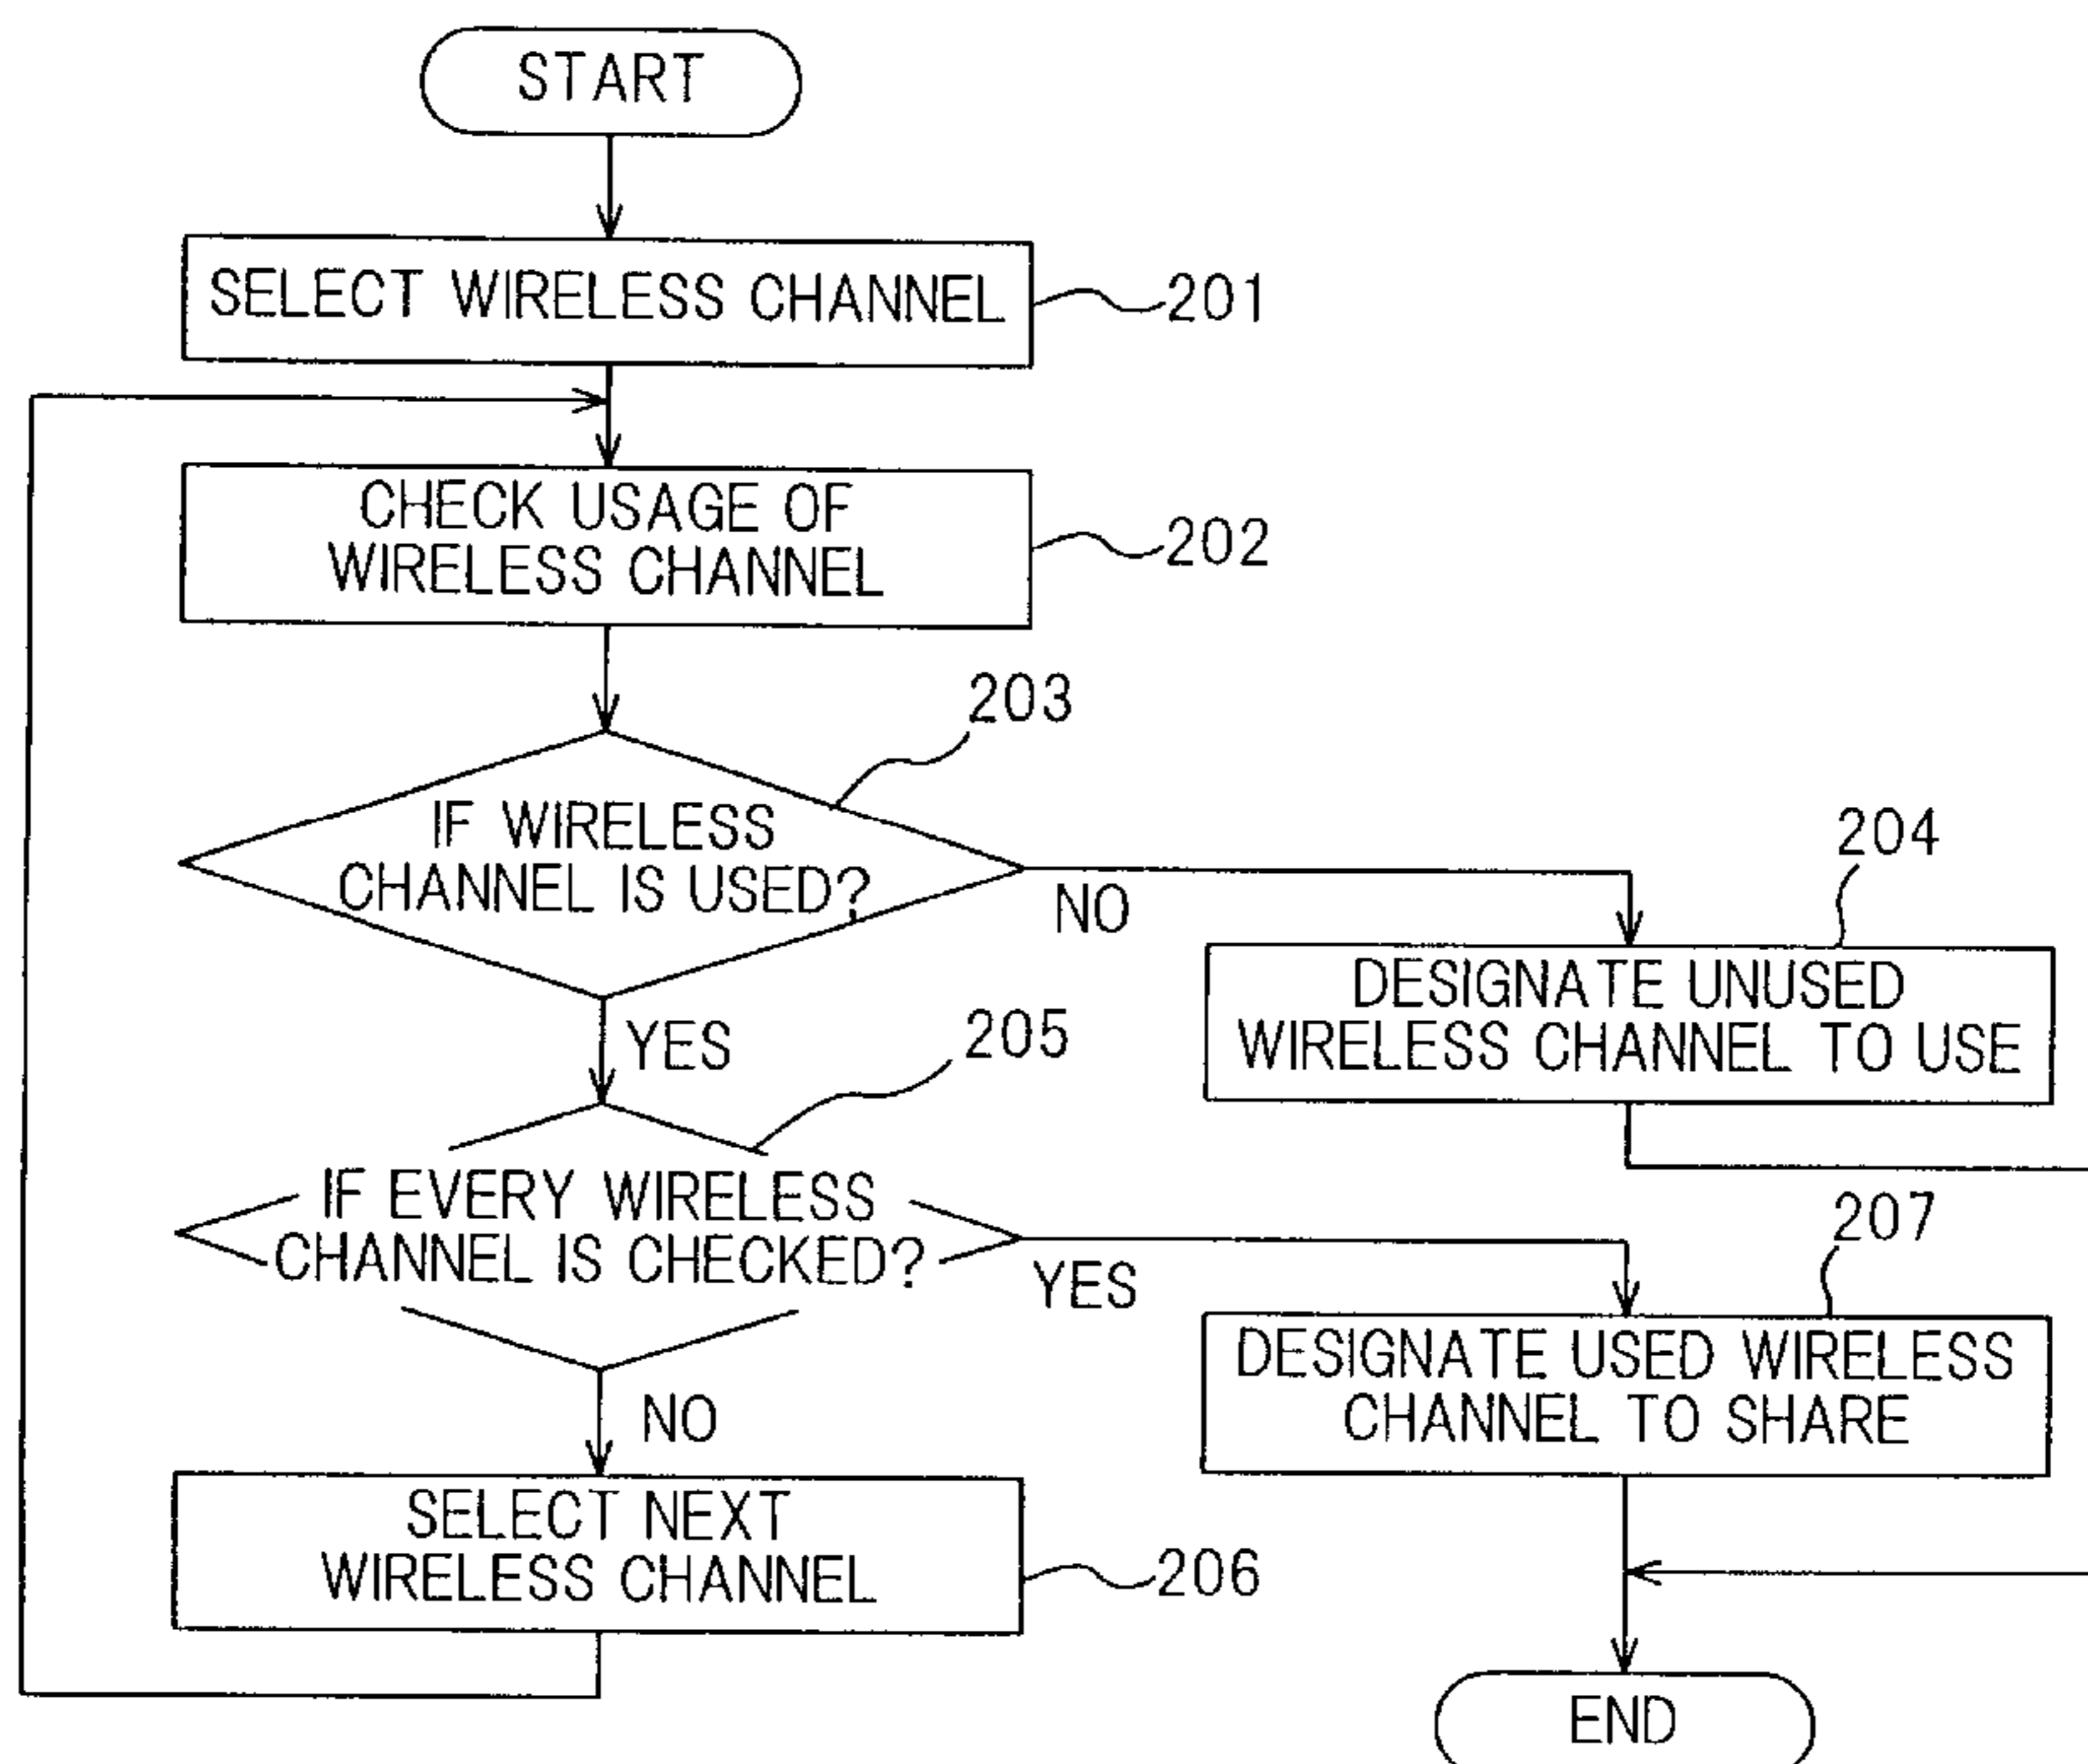 START
SELECT WIRELESS CHANNEL
201
CHECK USAGE OF
WIRELESS CHANNEL
202
203
IF WIRELESS
CHANNEL IS USED?
NO
204
DESIGNATE UNUSED
WIRELESS CHANNEL TO USE
YES
205
IF EVERY WIRELESS
CHANNEL IS CHECKED?
YES
207
DESIGNATE USED WIRELESS
CHANNEL TO SHARE
NO
SELECT NEXT
WIRELESS CHANNEL
206
END